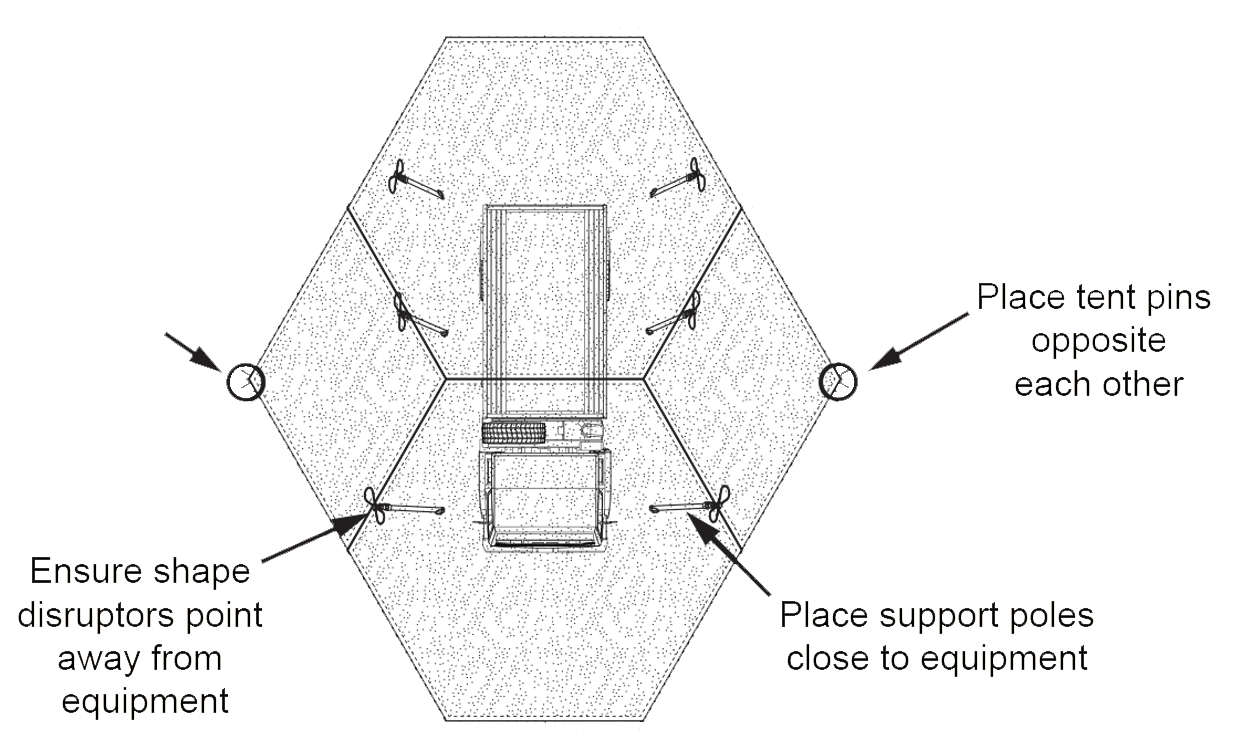 Place tent pins
opposite
each other
Ensure shape
disruptors point
away from
equipment
Place support poles
close to equipment